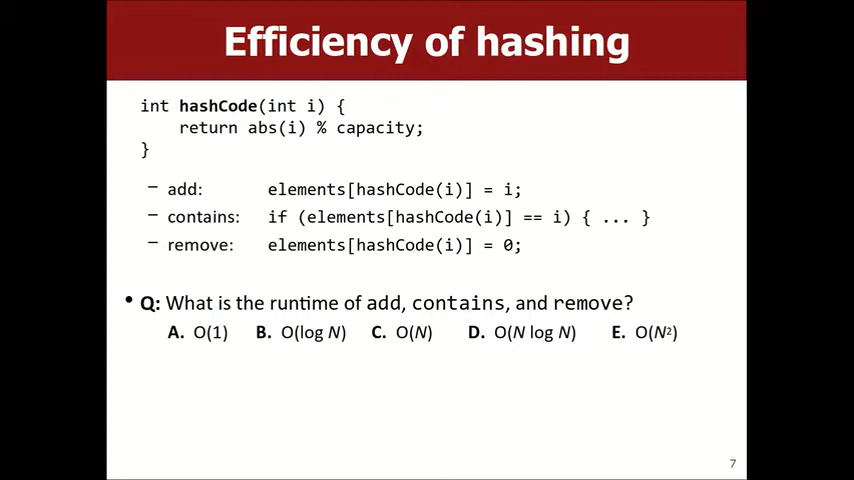 Efficiency of hashing
int hashCode(int i) {
return abs(i) % capacity;
}
– add: elements[hashCode(i)] = i;
– contains: if (elements[hashCode(i)] == i) { ... }
– remove: elements[hashCode(i)] = 0;
• Q: What is the runtime of add, contains, and remove?
A. O(1) B. O(log N) C. O(N) D. O(N log N) E. O(N²)
7